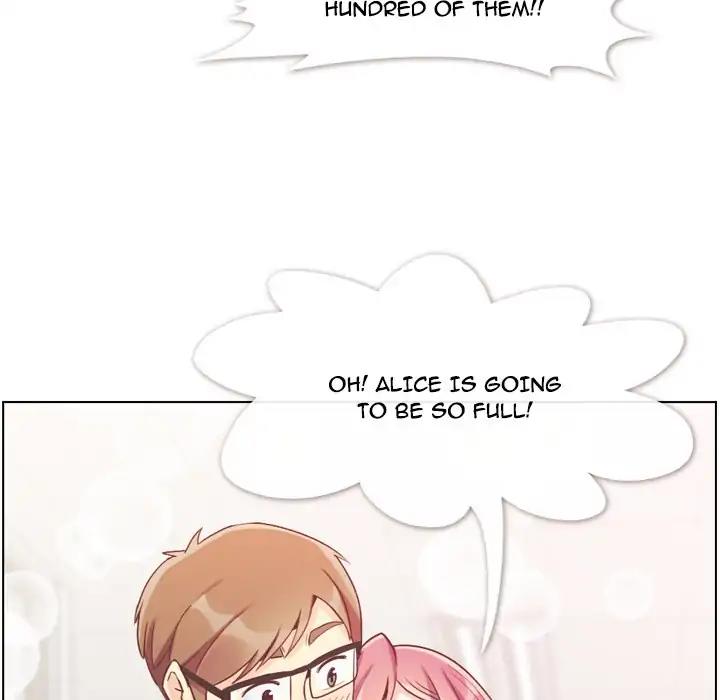 HUNDRED OF THEM!!
OH! ALICE IS GOING
TO BE SO FULL!